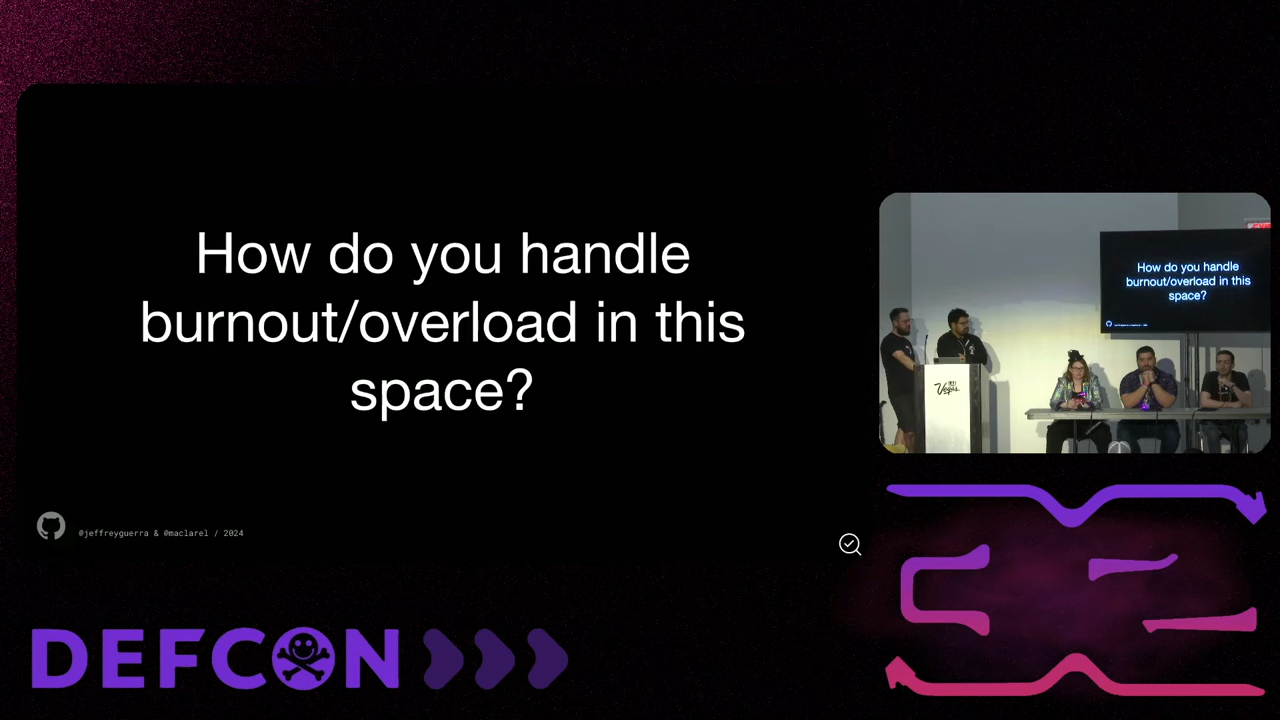 How do you handle
burnout/overload in this
space?
@jeffreyguerra & @maclarel / 2024
How do you handle
burnout/overload in this
space?
Vegas
DEFCON